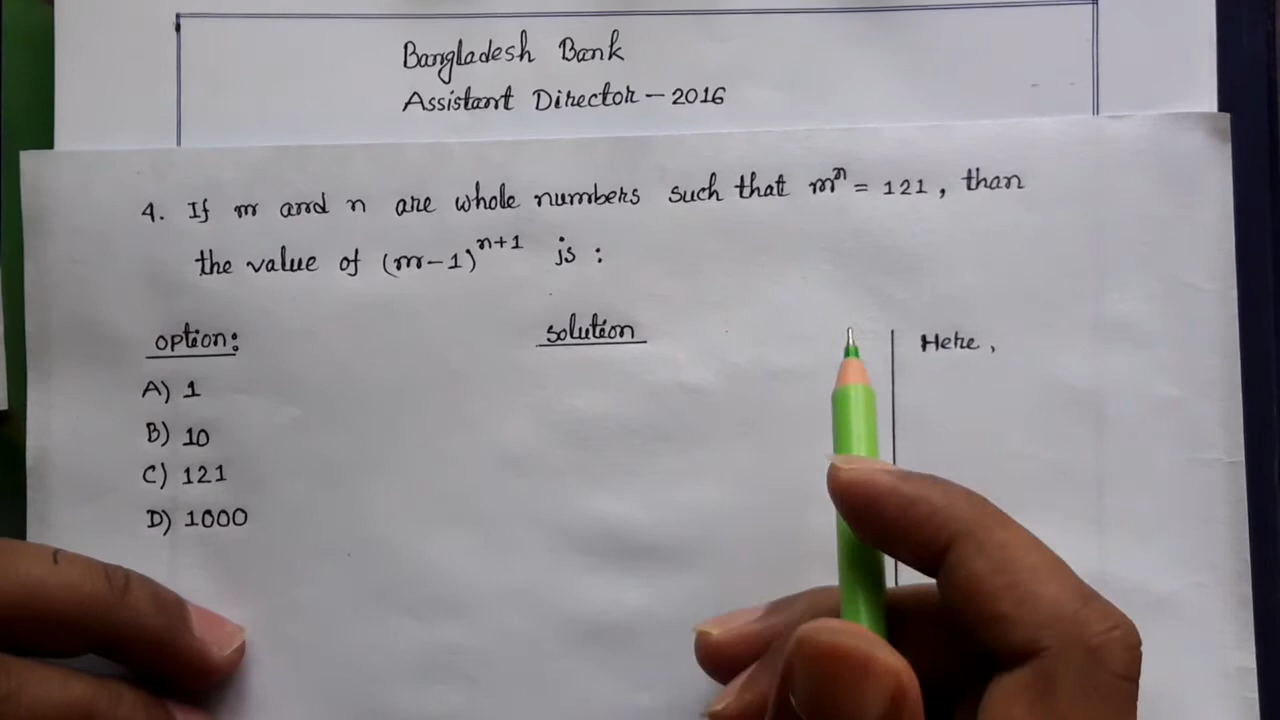 Bangladesh Bank
Assistant Director - 2016
4. If m and n are whole numbers such that mⁿ = 121, than
the value of (m-1)ⁿ⁺¹ is :
option:
A) 1
B) 10
C) 121
D) 1000
solution
Here,